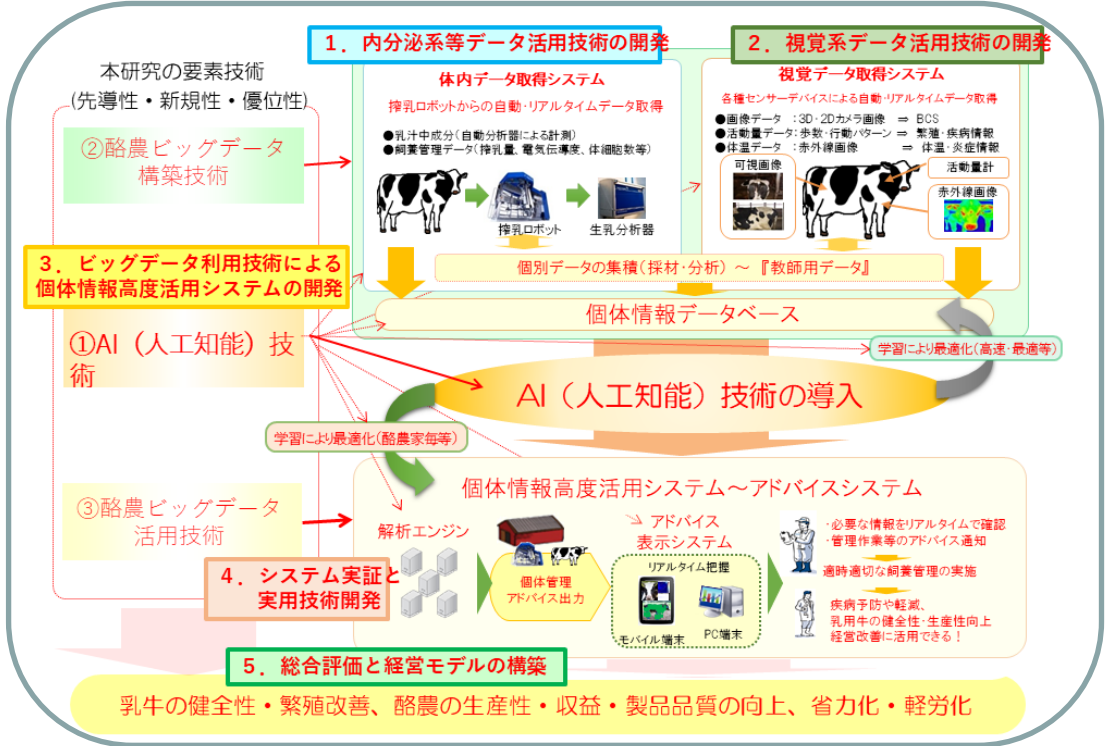 1．内分泌系等データ活用技術の開発
2．視覚系データ活用技術の開発
本研究の要素技術
(先導性・新規性・優位性)
②酪農ビッグデータ
構築技術
体内データ取得システム
搾乳ロボットからの自動・リアルタイムデータ取得
●乳汁中成分（自動分析器による計測）
●飼養管理データ（搾乳量、電気伝導度、体細胞数等）
搾乳ロボット
生乳分析器
視覚データ取得システム
各種センサーデバイスによる自動・リアルタイムデータ取得
●画像データ ：3D・2Dカメラ画像 ⇒ BCS
●活動量データ：歩数・行動パターン ⇒ 繁殖・疾病情報
●体温データ ：赤外線画像 ⇒ 体温・炎症情報
可視画像
活動量計
赤外線画像
個別データの集積（採材・分析）～『教師用データ』
個体情報データベース
3．ビッグデータ利用技術による
個体情報高度活用システムの開発
①AI（人工知能）技
術
学習により最適化（高速・最適等）
AI（人工知能）技術の導入
学習により最適化（酪農家毎等）
③酪農ビッグデータ
活用技術
個体情報高度活用システム～アドバイスシステム
解析エンジン
個体管理
アドバイス出力
アドバイス
表示システム
リアルタイム把握
モバイル端末
PC端末
・必要な情報をリアルタイムで確認
・管理作業等のアドバイス通知
適時適切な飼養管理の実施
疾病予防や軽減、
乳用牛の健全性・生産性向上
経営改善に活用できる！
4．システム実証と
実用技術開発
5．総合評価と経営モデルの構築
乳牛の健全性・繁殖改善、酪農の生産性・収益・製品品質の向上、省力化・軽労化